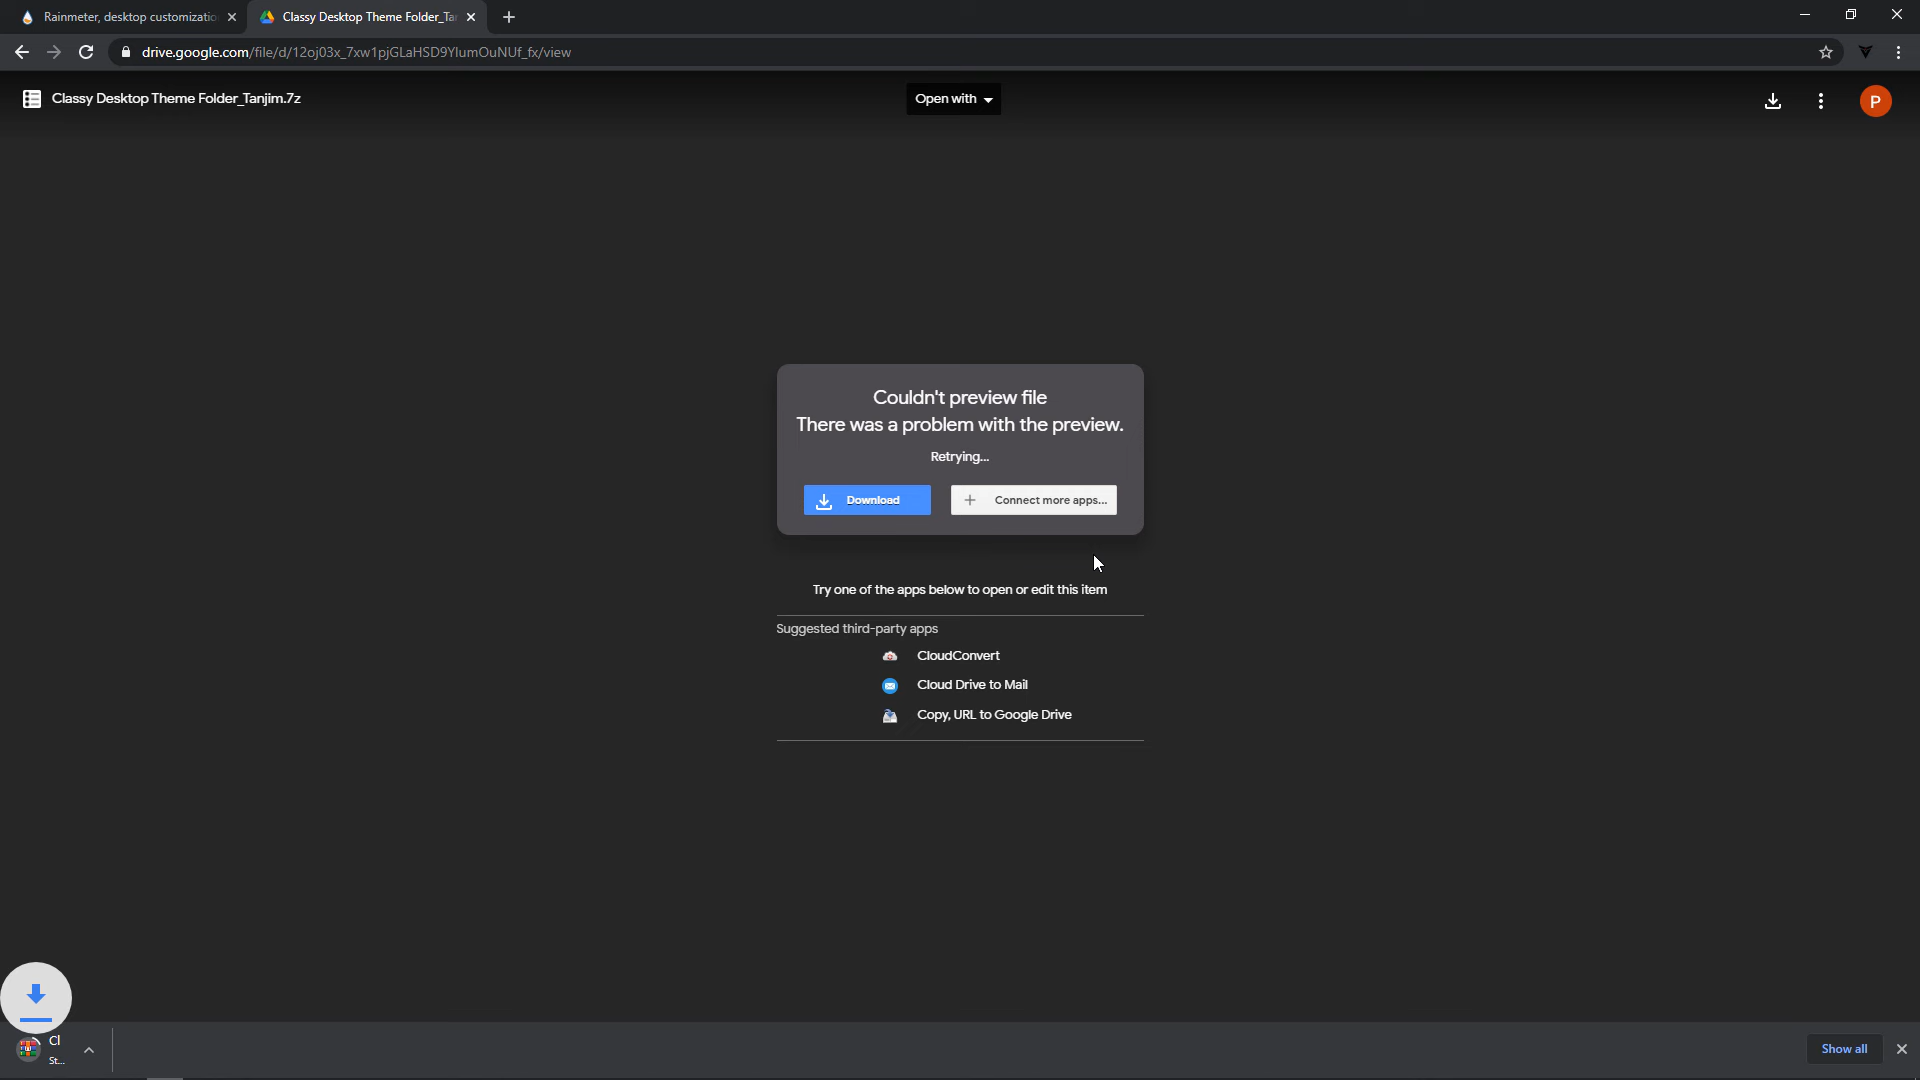 Rainmeter, desktop customizatio
Classy Desktop Theme Folder_Tar
drive.google.com/file/d/12oj03x_7xw1pjGLaHSD9YlumOuNUf_fx/view
Classy Desktop Theme Folder_Tanjim.7z
Open with
P
Couldn't preview file
There was a problem with the preview.
Retrying...
Download
Connect more apps...
Try one of the apps below to open or edit this item
Suggested third-party apps
CloudConvert
Cloud Drive to Mail
Copy, URL to Google Drive
Cl
St...
Show all